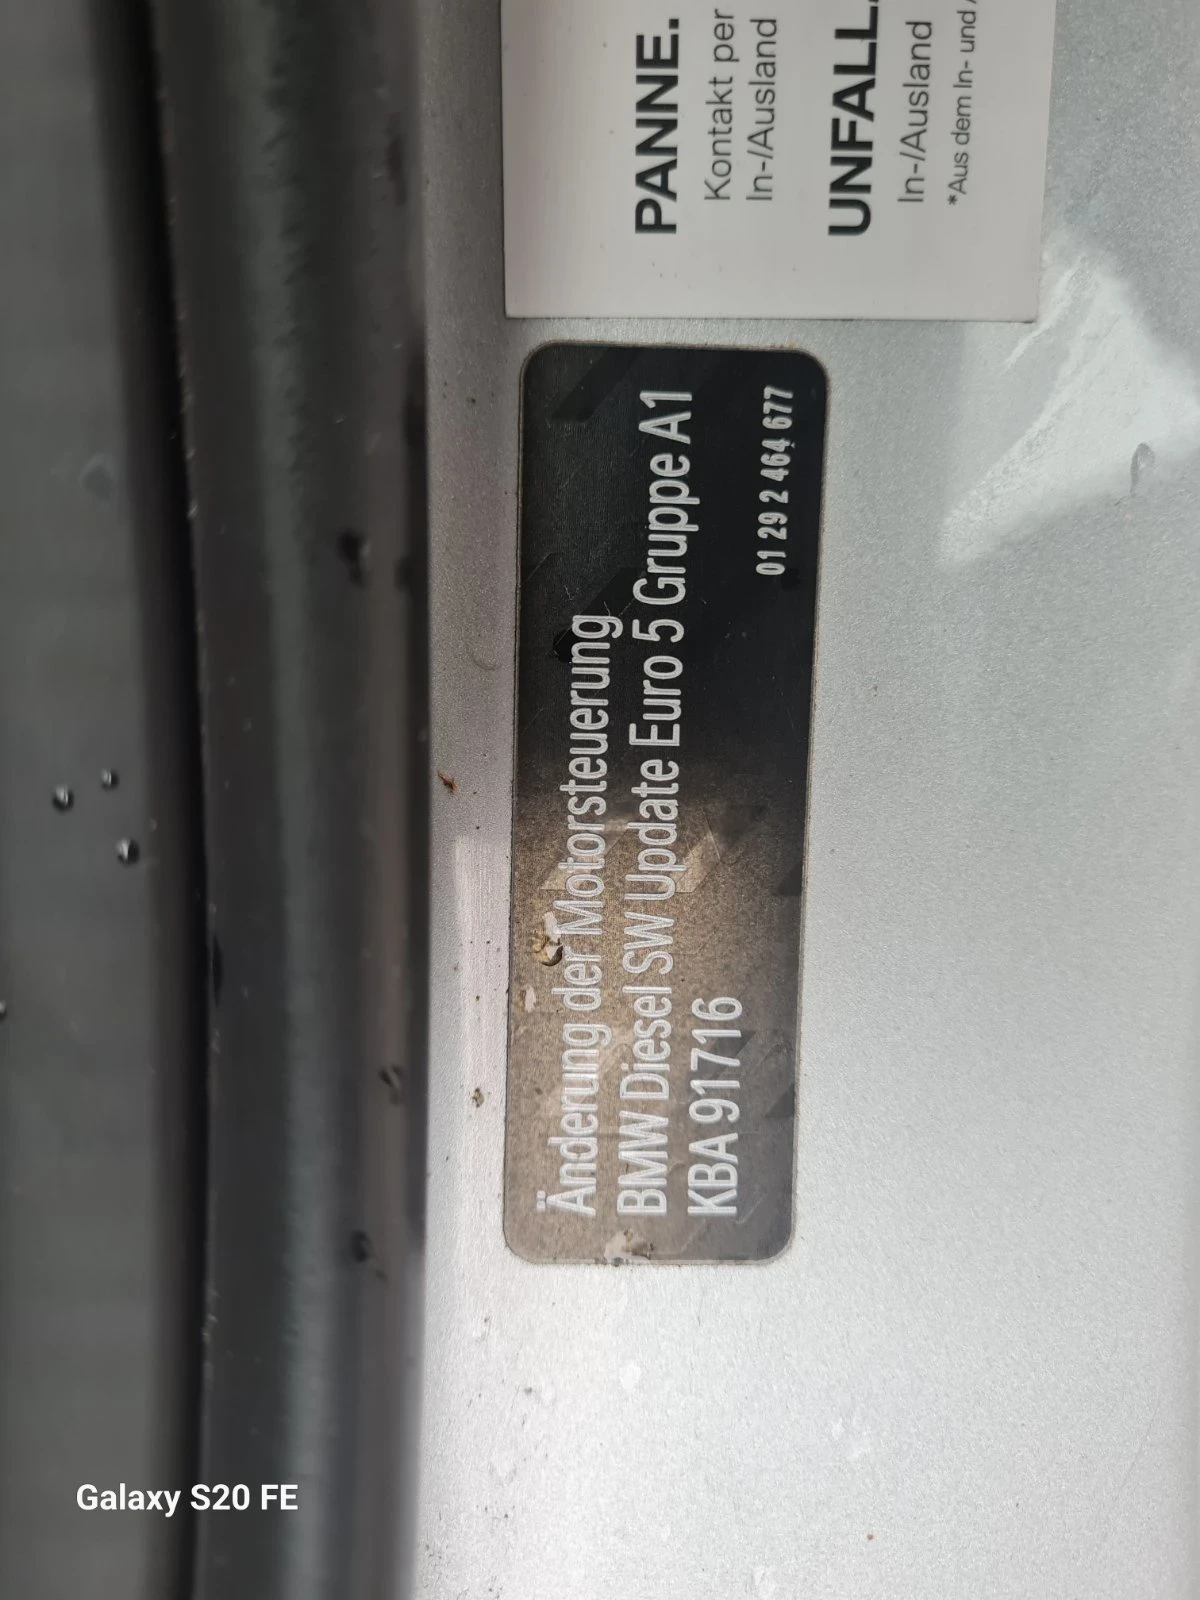 PANNE.
Kontakt per
In-/Ausland
UNFALL.
In-/Ausland
*Aus dem In- und
Änderung der Motorsteuerung
BMW Diesel SW Update Euro 5 Gruppe A1
KBA 91716
01 29 2 464 677
Galaxy S20 FE